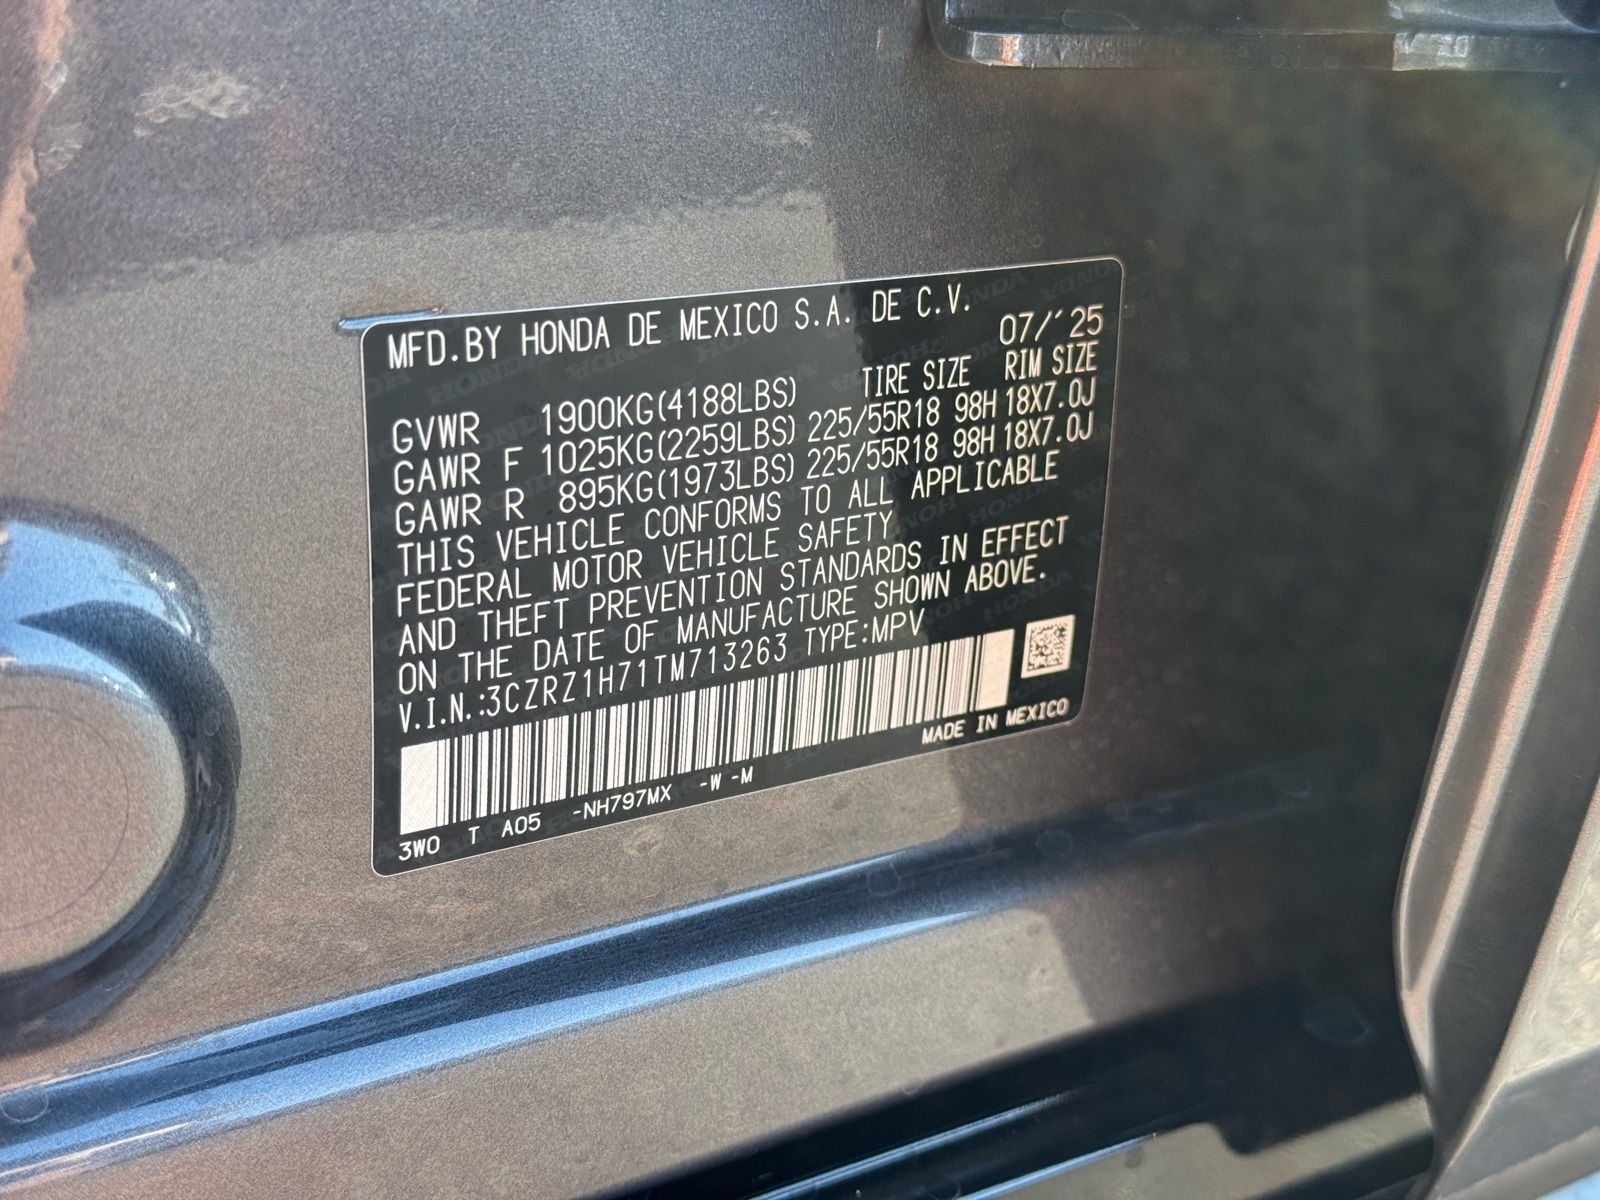 MFD.BY HONDA DE MEXICO S.A. DE C.V.
07/´25
TIRE SIZE RIM SIZE
GVWR 1900KG(4188LBS)
GAWR F 1025KG(2259LBS) 225/55R18 98H 18X7.0J
GAWR R 895KG(1973LBS) 225/55R18 98H 18X7.0J
THIS VEHICLE CONFORMS TO ALL APPLICABLE
FEDERAL MOTOR VEHICLE SAFETY
AND THEFT PREVENTION STANDARDS IN EFFECT
ON THE DATE OF MANUFACTURE SHOWN ABOVE.
V.I.N.:3CZRZ1H71TM713263 TYPE:MPV
MADE IN MEXICO
3W0 T A05 -NH797MX -W -M